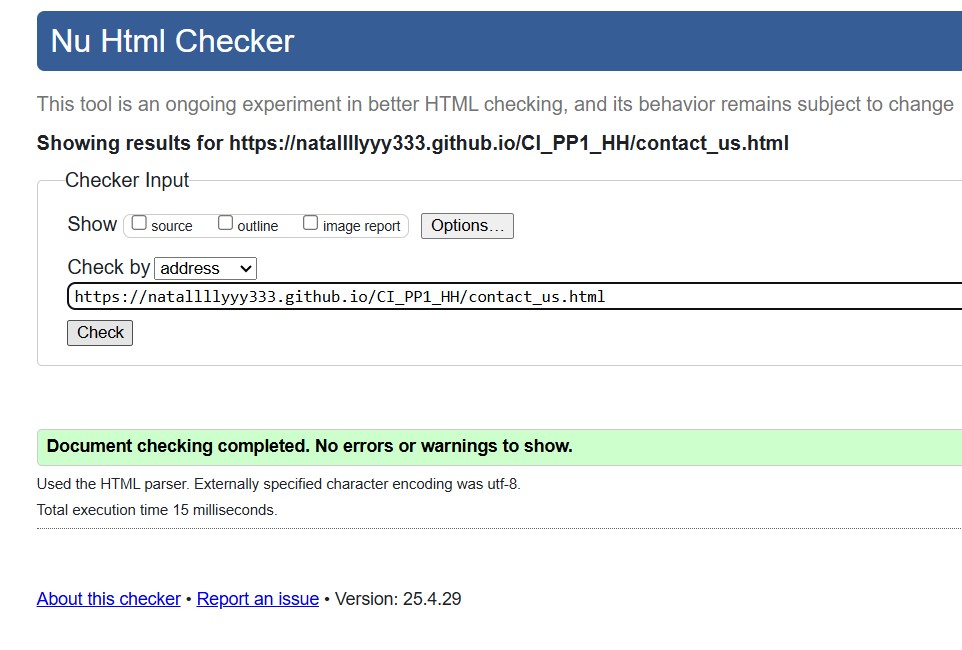 Nu Html Checker
This tool is an ongoing experiment in better HTML checking, and its behavior remains subject to change
Showing results for https://natallllyyy333.github.io/CI_PP1_HH/contact_us.html
Checker Input
Show source outline image report Options…
Check by address
https://natallllyyy333.github.io/CI_PP1_HH/contact_us.html
Check
Document checking completed. No errors or warnings to show.
Used the HTML parser. Externally specified character encoding was utf-8.
Total execution time 15 milliseconds.
About this checker • Report an issue • Version: 25.4.29